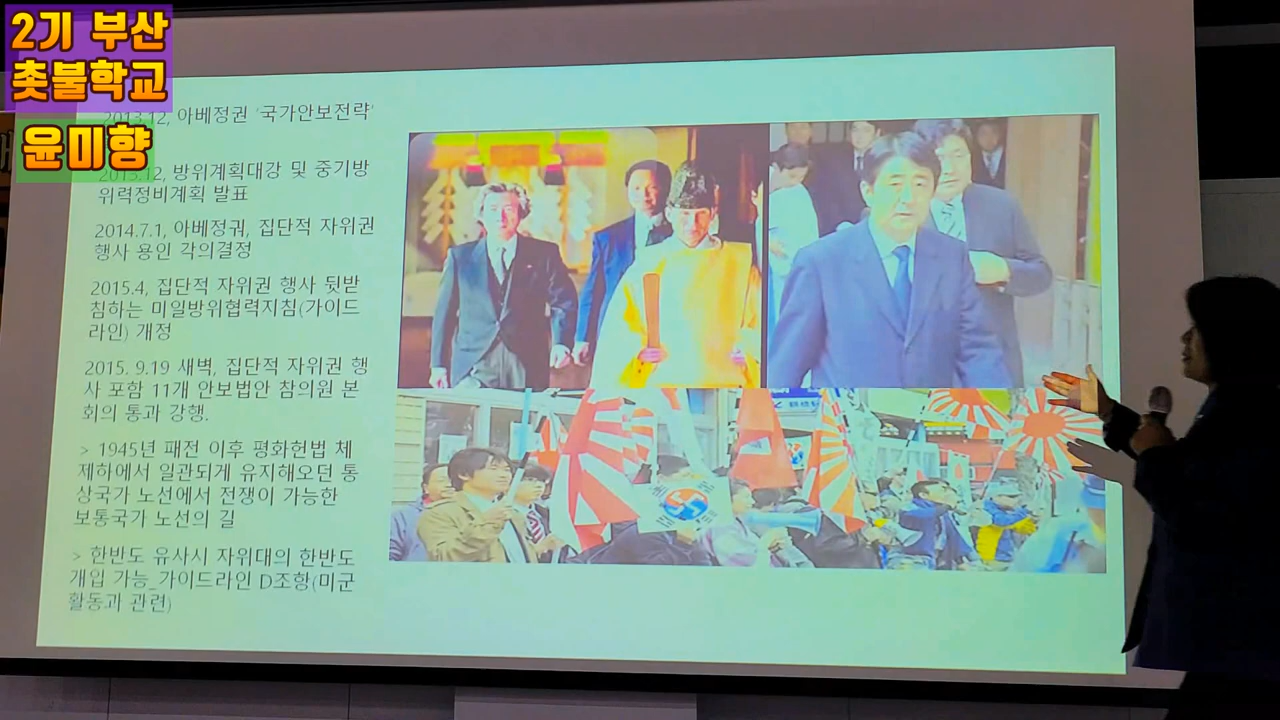 2기 부산
촛불학교
윤미향
2013.12, 아베정권 '국가안보전략'
2013.12, 방위계획대강 및 중기방
위력정비계획 발표
2014.7.1, 아베정권, 집단적 자위권
행사 용인 각의결정
2015.4, 집단적 자위권 행사 뒷받
침하는 미일방위협력지침(가이드
라인) 개정
2015. 9.19 새벽, 집단적 자위권 행
사 포함 11개 안보법안 참의원 본
회의 통과 강행.
> 1945년 패전 이후 평화헌법 체
제하에서 일관되게 유지해오던 통
상국가 노선에서 전쟁이 가능한
보통국가 노선의 길
> 한반도 유사시 자위대의 한반도
개입 가능_가이드라인 D조항(미군
활동과 관련)